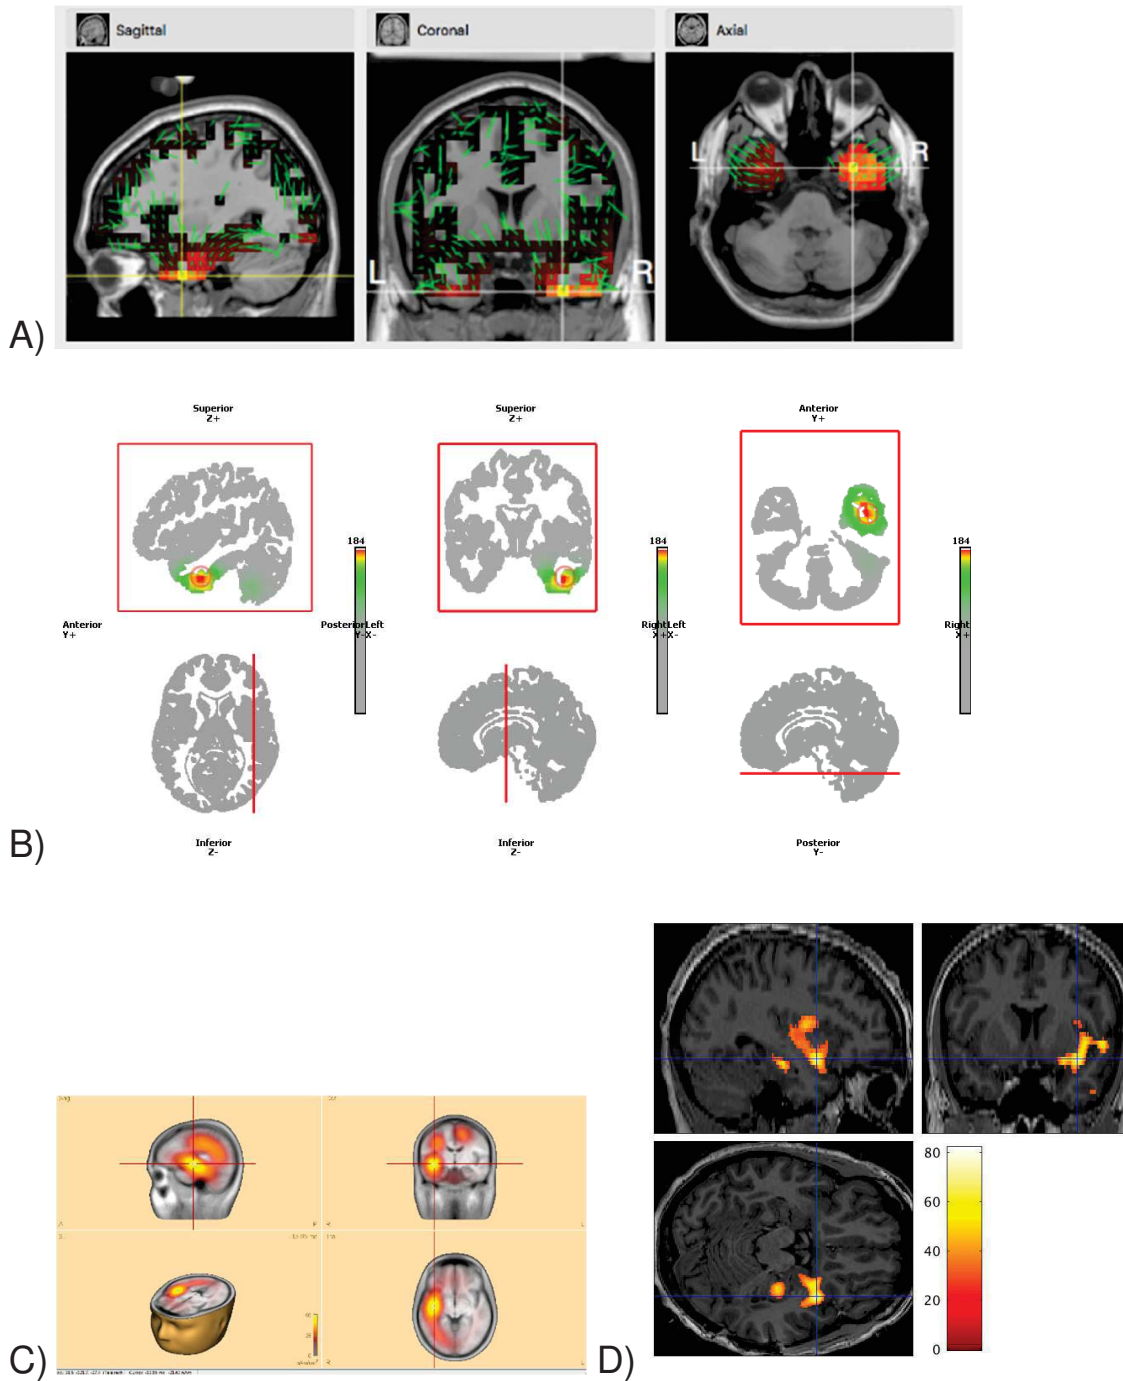 Sagittal
Coronal
Axial
L
R
L
R
A)
Superior
Z+
Superior
Z+
Anterior
Y+
184
184
184
Anterior
Y+
Posterior
Y-
Left
X-
Right
X+
Left
X-
Right
X+
Inferior
Z-
Inferior
Z-
Posterior
Y-
B)
A
P
R
L
R
L
C)
D)
80
60
40
20
0